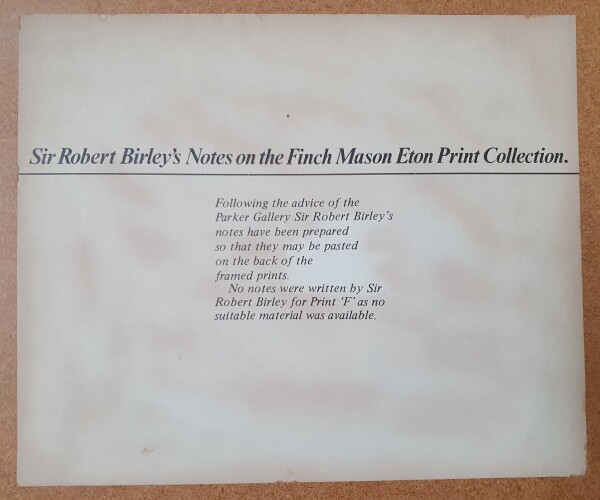 Sir Robert Birley's Notes on the Finch Mason Eton Print Collection.
Following the advice of the
Parker Gallery Sir Robert Birley's
notes have been prepared
so that they may be pasted
on the back of the
framed prints.
No notes were written by Sir
Robert Birley for Print 'F' as no
suitable material was available.